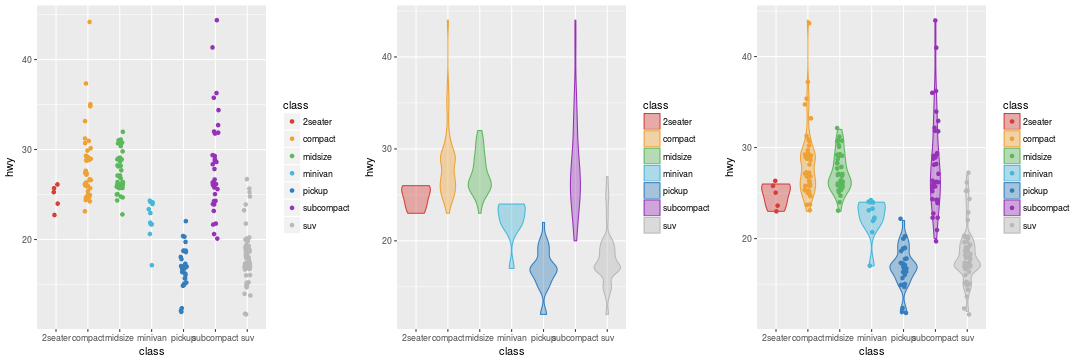 hwy
40
30
20
2seater compact midsize minivan pickup subcompact suv
class
class
2seater
compact
midsize
minivan
pickup
subcompact
suv
hwy
40
30
20
2seater compact midsize minivan pickup subcompact suv
class
class
2seater
compact
midsize
minivan
pickup
subcompact
suv
hwy
40
30
20
2seater compact midsize minivan pickup subcompact suv
class
class
2seater
compact
midsize
minivan
pickup
subcompact
suv